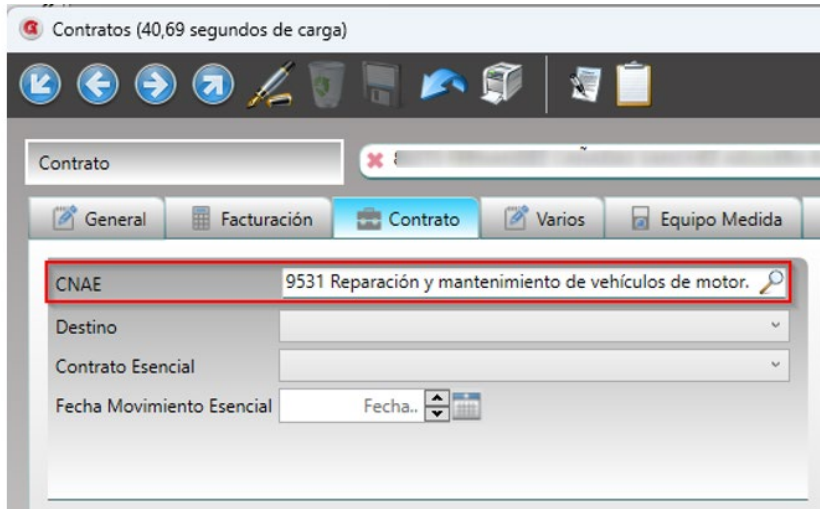 Contratos (40,69 segundos de carga)
Contrato
General Facturación Contrato Varios Equipo Medida
CNAE 9531 Reparación y mantenimiento de vehículos de motor.
Destino
Contrato Esencial
Fecha Movimiento Esencial Fecha..